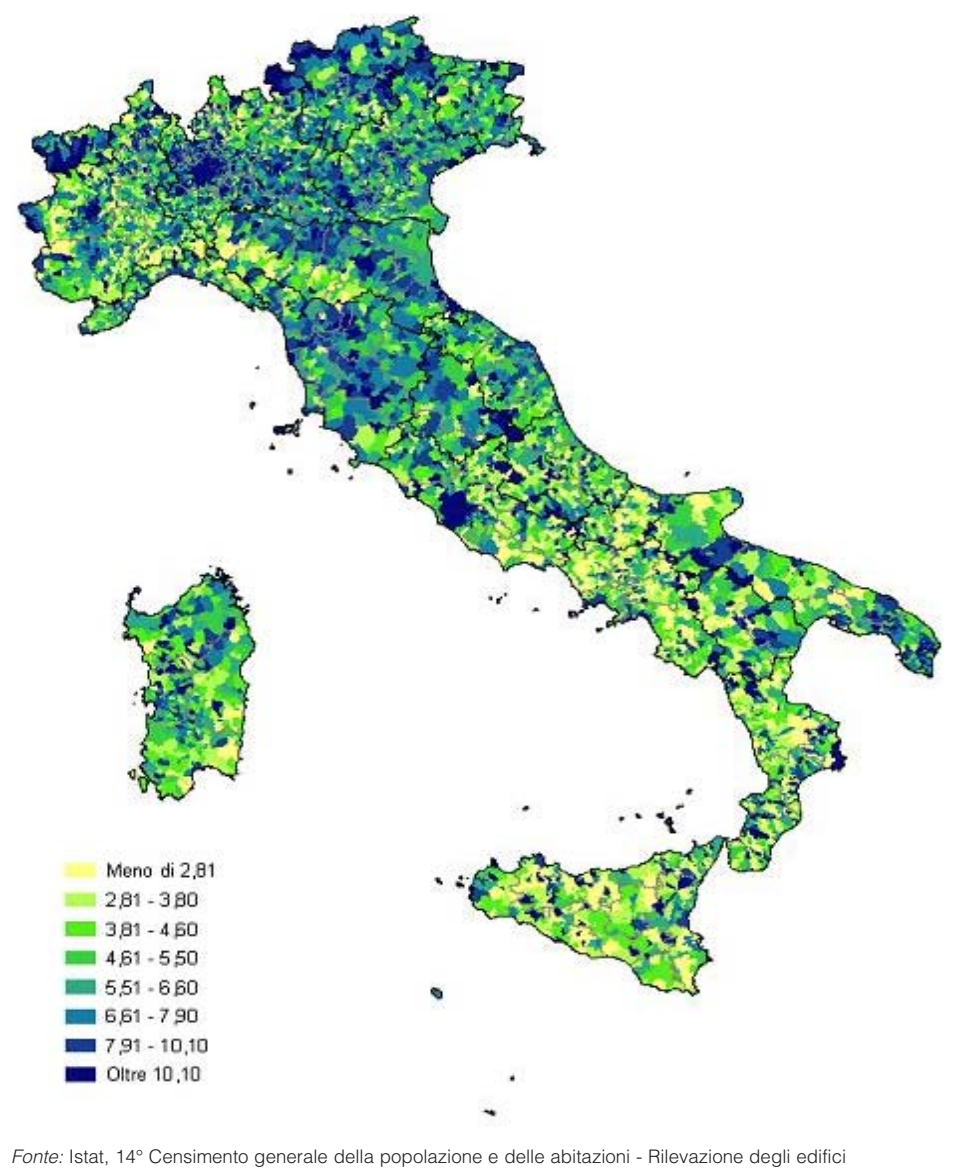 Meno di 2,81
2,81 - 3,80
3,81 - 4,60
4,61 - 5,50
5,51 - 6,60
6,61 - 7,90
7,91 - 10,10
Oltre 10,10
Fonte: Istat, 14° Censimento generale della popolazione e delle abitazioni - Rilevazione degli edifici